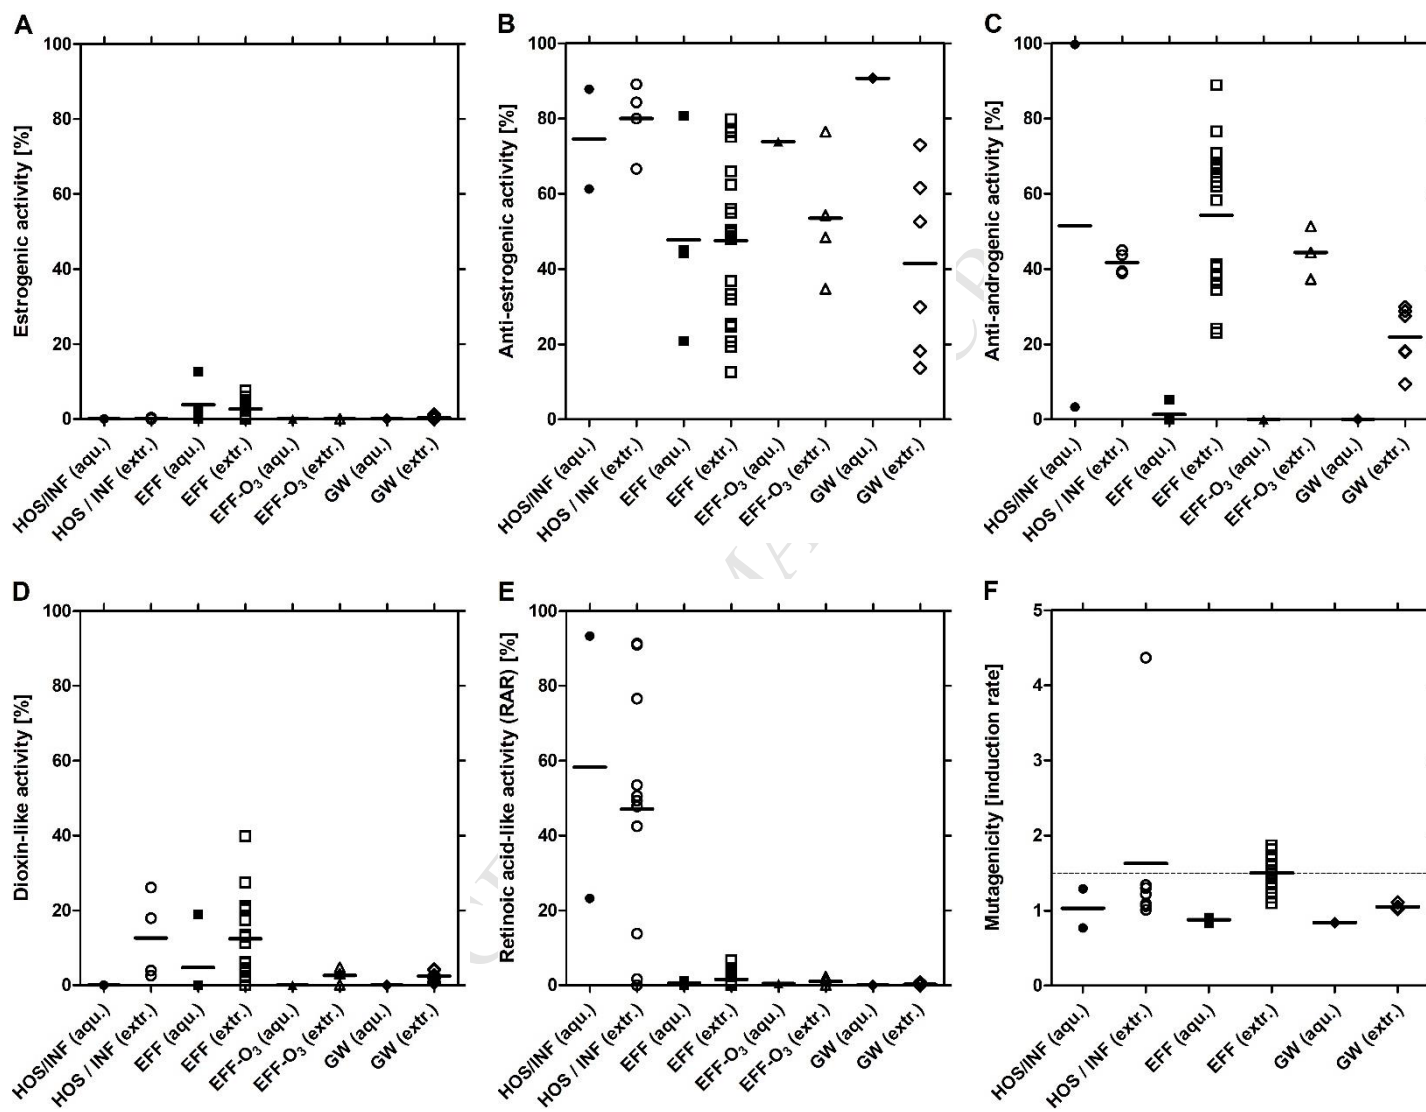 A
Estrogenic activity [%]
100
80
60
40
20
0
HOS/INF (aqu.)
HOS / INF (extr.)
EFF (aqu.)
EFF (extr.)
EFF-O₃ (aqu.)
EFF-O₃ (extr.)
GW (aqu.)
GW (extr.)
B
Anti-estrogenic activity [%]
100
80
60
40
20
0
HOS/INF (aqu.)
HOS / INF (extr.)
EFF (aqu.)
EFF (extr.)
EFF-O₃ (aqu.)
EFF-O₃ (extr.)
GW (aqu.)
GW (extr.)
C
Anti-androgenic activity [%]
100
80
60
40
20
0
HOS/INF (aqu.)
HOS / INF (extr.)
EFF (aqu.)
EFF (extr.)
EFF-O₃ (aqu.)
EFF-O₃ (extr.)
GW (aqu.)
GW (extr.)
D
Dioxin-like activity [%]
100
80
60
40
20
0
HOS/INF (aqu.)
HOS / INF (extr.)
EFF (aqu.)
EFF (extr.)
EFF-O₃ (aqu.)
EFF-O₃ (extr.)
GW (aqu.)
GW (extr.)
E
Retinoic acid-like activity (RAR) [%]
100
80
60
40
20
0
HOS/INF (aqu.)
HOS / INF (extr.)
EFF (aqu.)
EFF (extr.)
EFF-O₃ (aqu.)
EFF-O₃ (extr.)
GW (aqu.)
GW (extr.)
F
Mutagenicity [induction rate]
5
4
3
2
1
0
HOS/INF (aqu.)
HOS / INF (extr.)
EFF (aqu.)
EFF (extr.)
GW (aqu.)
GW (extr.)